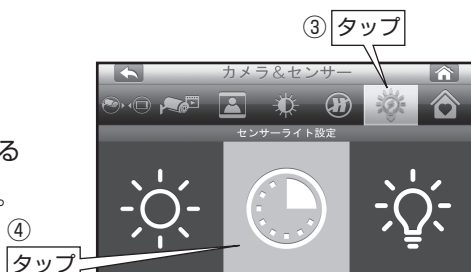 ③ タップ
カメラ&センサー
センサーライト設定
る
。
④
タップ